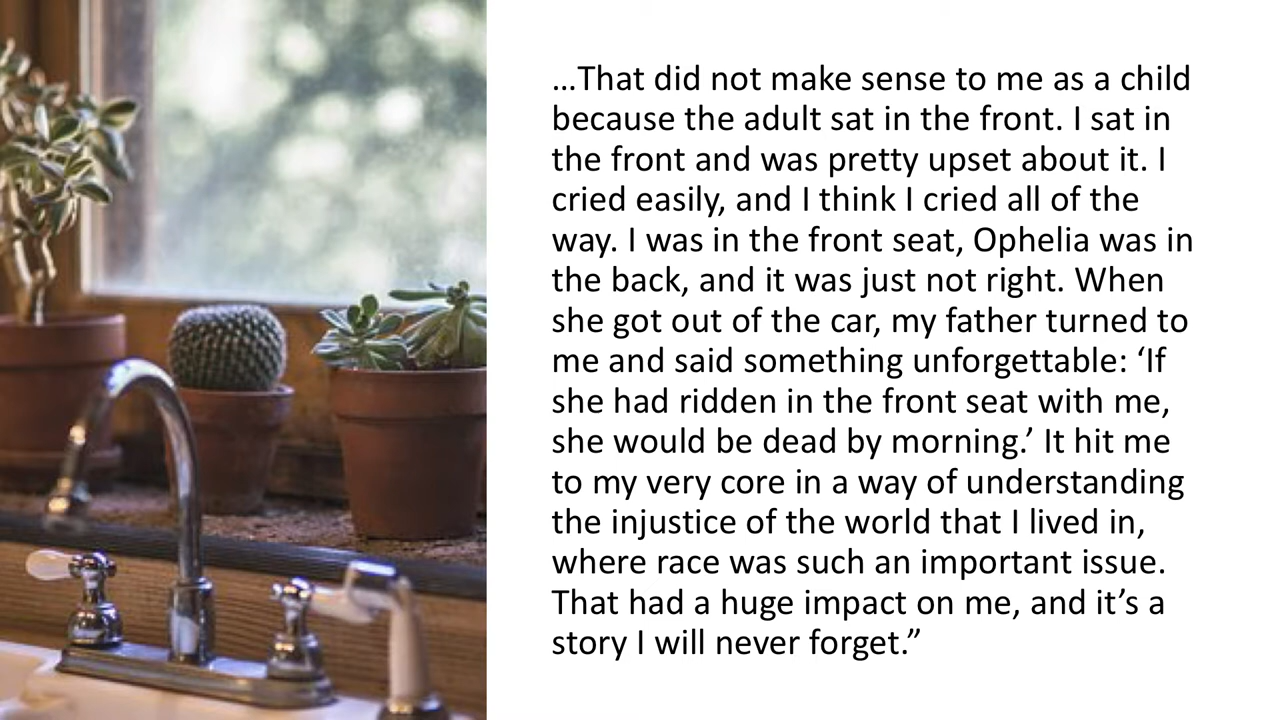 …That did not make sense to me as a child
because the adult sat in the front. I sat in
the front and was pretty upset about it. I
cried easily, and I think I cried all of the
way. I was in the front seat, Ophelia was in
the back, and it was just not right. When
she got out of the car, my father turned to
me and said something unforgettable: ‘If
she had ridden in the front seat with me,
she would be dead by morning.’ It hit me
to my very core in a way of understanding
the injustice of the world that I lived in,
where race was such an important issue.
That had a huge impact on me, and it’s a
story I will never forget.”